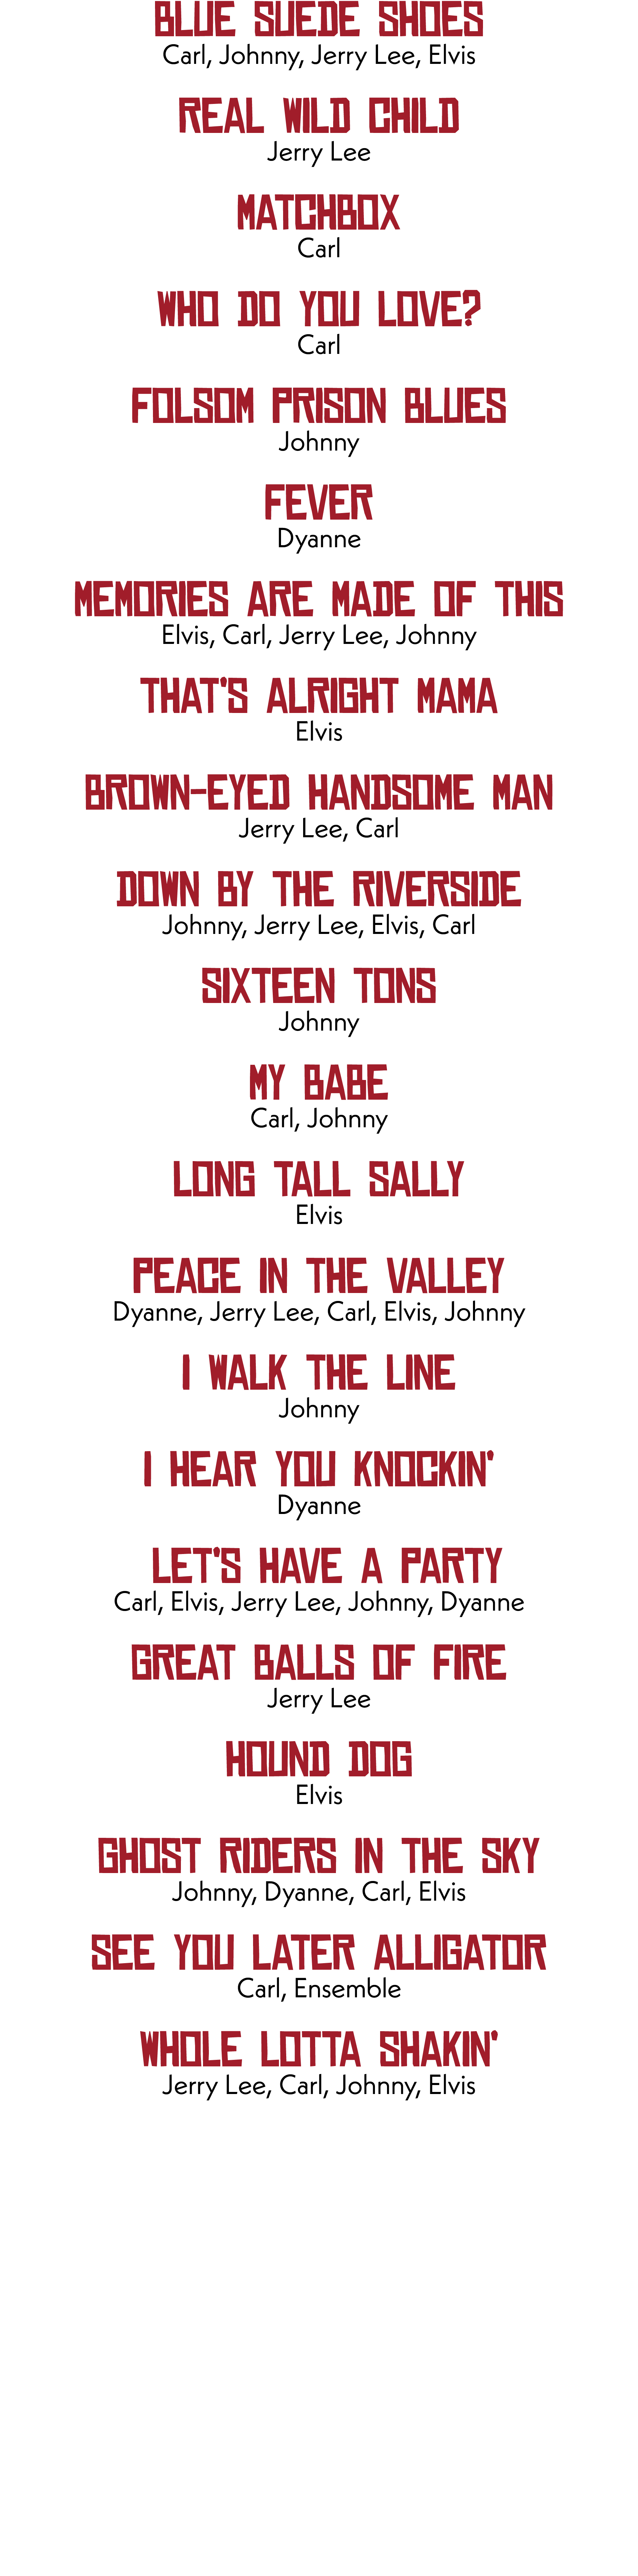 BLUE SUEDE SHOES
Carl, Johnny, Jerry Lee, Elvis
REAL WILD CHILD
Jerry Lee
MATCHBOX
Carl
WHO DO YOU LOVE?
Carl
FOLSOM PRISON BLUES
Johnny
FEVER
Dyanne
MEMORIES ARE MADE OF THIS
Elvis, Carl, Jerry Lee, Johnny
THAT'S ALRIGHT MAMA
Elvis
BROWN-EYED HANDSOME MAN
Jerry Lee, Carl
DOWN BY THE RIVERSIDE
Johnny, Jerry Lee, Elvis, Carl
SIXTEEN TONS
Johnny
MY BABE
Carl, Johnny
LONG TALL SALLY
Elvis
PEACE IN THE VALLEY
Dyanne, Jerry Lee, Carl, Elvis, Johnny
I WALK THE LINE
Johnny
I HEAR YOU KNOCKIN'
Dyanne
LET'S HAVE A PARTY
Carl, Elvis, Jerry Lee, Johnny, Dyanne
GREAT BALLS OF FIRE
Jerry Lee
HOUND DOG
Elvis
GHOST RIDERS IN THE SKY
Johnny, Dyanne, Carl, Elvis
SEE YOU LATER ALLIGATOR
Carl, Ensemble
WHOLE LOTTA SHAKIN'
Jerry Lee, Carl, Johnny, Elvis